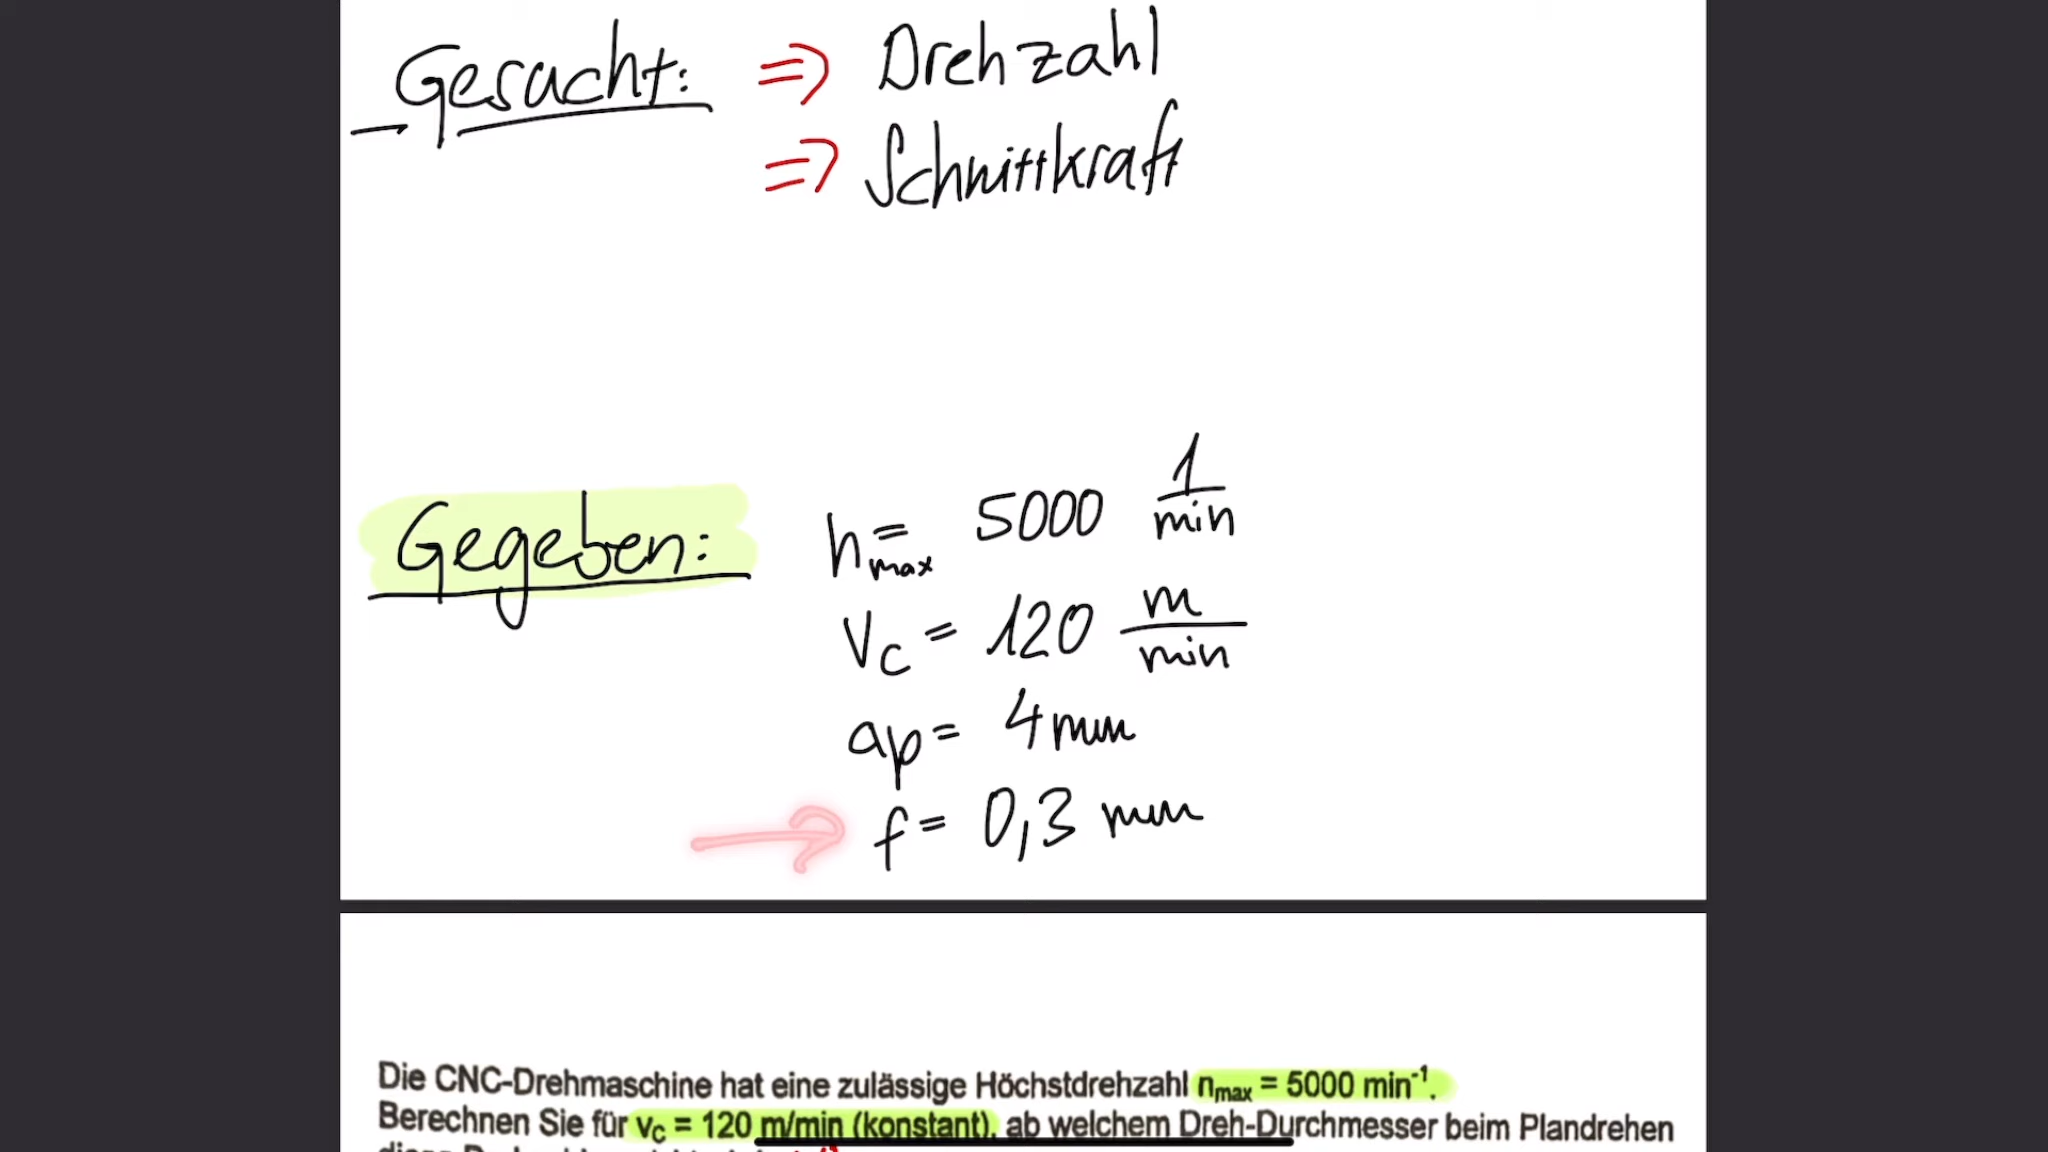 Gesucht: => Drehzahl
=> Schnittkraft
Gegeben: nmax = 5000 1/min
Vc = 120 m/min
ap = 4 mm
f = 0,3 mm
Die CNC-Drehmaschine hat eine zulässige Höchstdrehzahl nmax = 5000 min⁻¹.
Berechnen Sie für vc = 120 m/min (konstant), ab welchem Dreh-Durchmesser beim Plandrehen